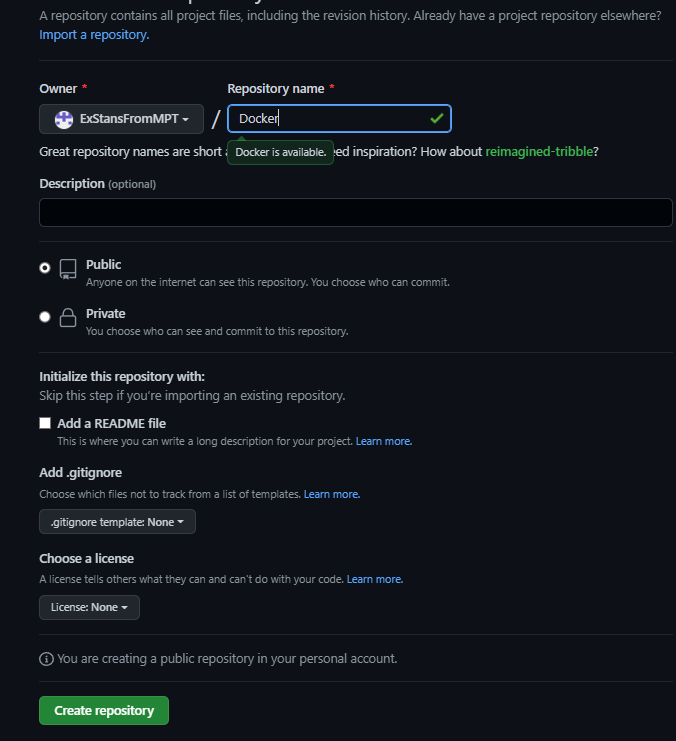 A repository contains all project files, including the revision history. Already have a project repository elsewhere?
Import a repository.
Owner *
Repository name *
ExStansFromMPT
/
Docker
Great repository names are short
Docker is available.
inspiration? How about reimagined-tribble?
Description (optional)
Public
Anyone on the internet can see this repository. You choose who can commit.
Private
You choose who can see and commit to this repository.
Initialize this repository with:
Skip this step if you're importing an existing repository.
Add a README file
This is where you can write a long description for your project. Learn more.
Add .gitignore
Choose which files not to track from a list of templates. Learn more.
.gitignore template: None
Choose a license
A license tells others what they can and can't do with your code. Learn more.
License: None
You are creating a public repository in your personal account.
Create repository